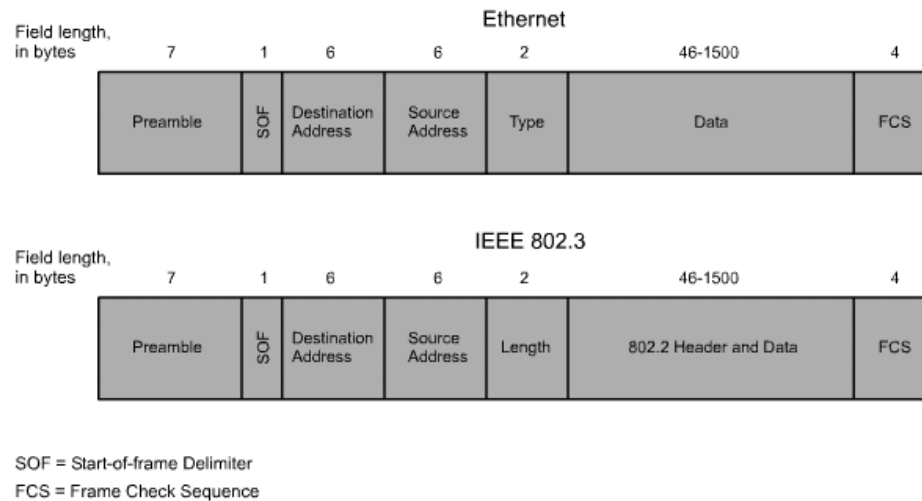 Ethernet
Field length,
in bytes 7 1 6 6 2 46-1500 4
Preamble SOF Destination Address Source Address Type Data FCS
IEEE 802.3
Field length,
in bytes 7 1 6 6 2 46-1500 4
Preamble SOF Destination Address Source Address Length 802.2 Header and Data FCS
SOF = Start-of-frame Delimiter
FCS = Frame Check Sequence